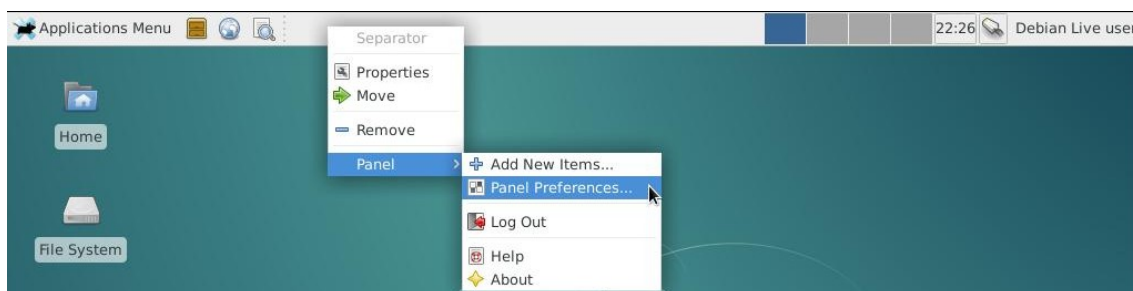 Applications Menu
22:26
Debian Live user
Separator
Properties
Move
Remove
Panel
Add New Items...
Panel Preferences...
Log Out
Help
About
Home
File System